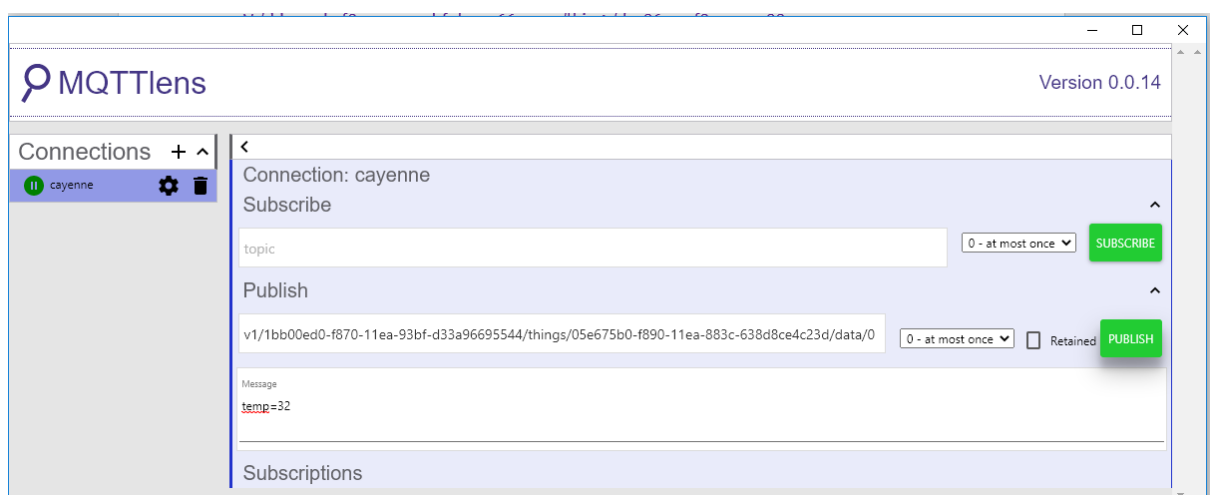 MQTTlens
Version 0.0.14
Connections +
Connection: cayenne
cayenne
Subscribe
topic
0 - at most once
SUBSCRIBE
Publish
v1/1bb00ed0-f870-11ea-93bf-d33a96695544/things/05e675b0-f890-11ea-883c-638d8ce4c23d/data/0
0 - at most once
Retained
PUBLISH
Message
temp=32
Subscriptions